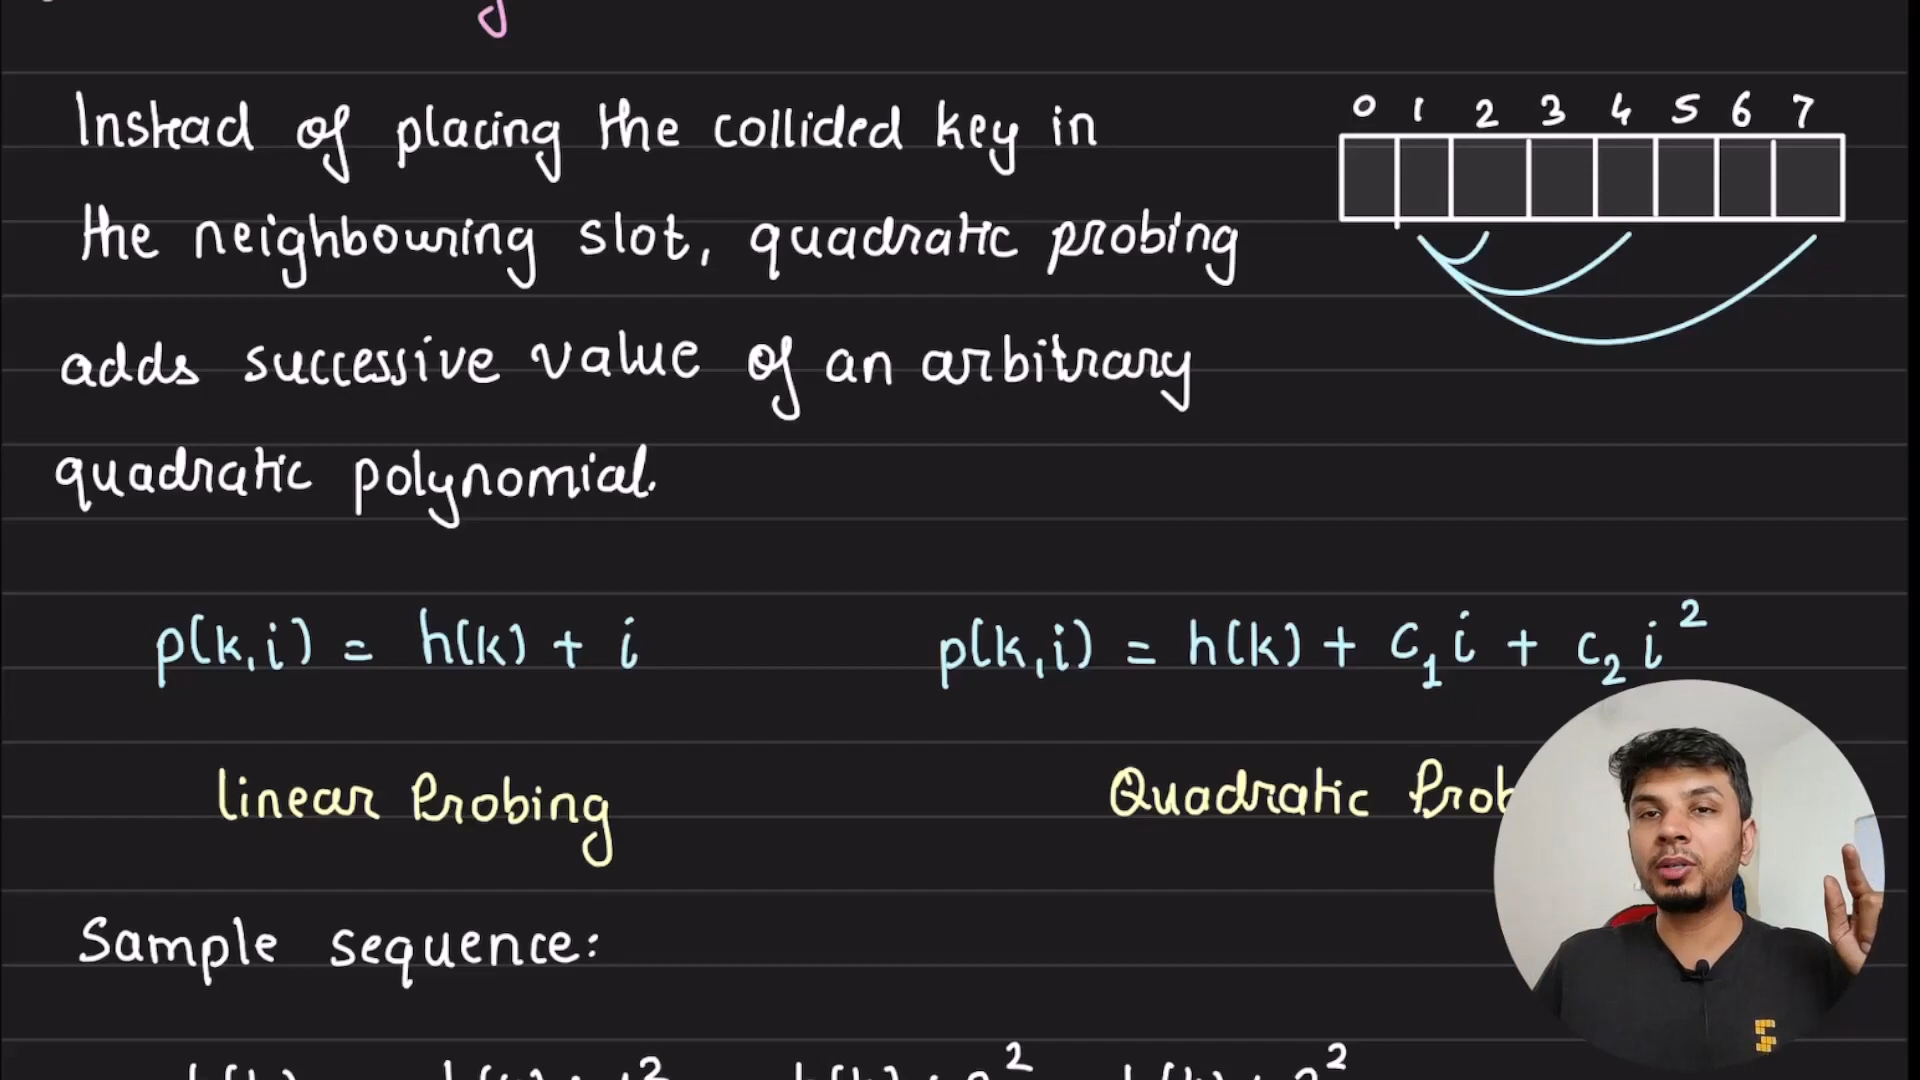 Instead of placing the collided key in
the neighbouring slot, quadratic probing
adds successive value of an arbitrary
quadratic polynomial.
0 1 2 3 4 5 6 7
p(k,i) = h(k) + i
p(k,i) = h(k) + c₁i + c₂i²
linear Probing
Quadratic Prob
Sample sequence: